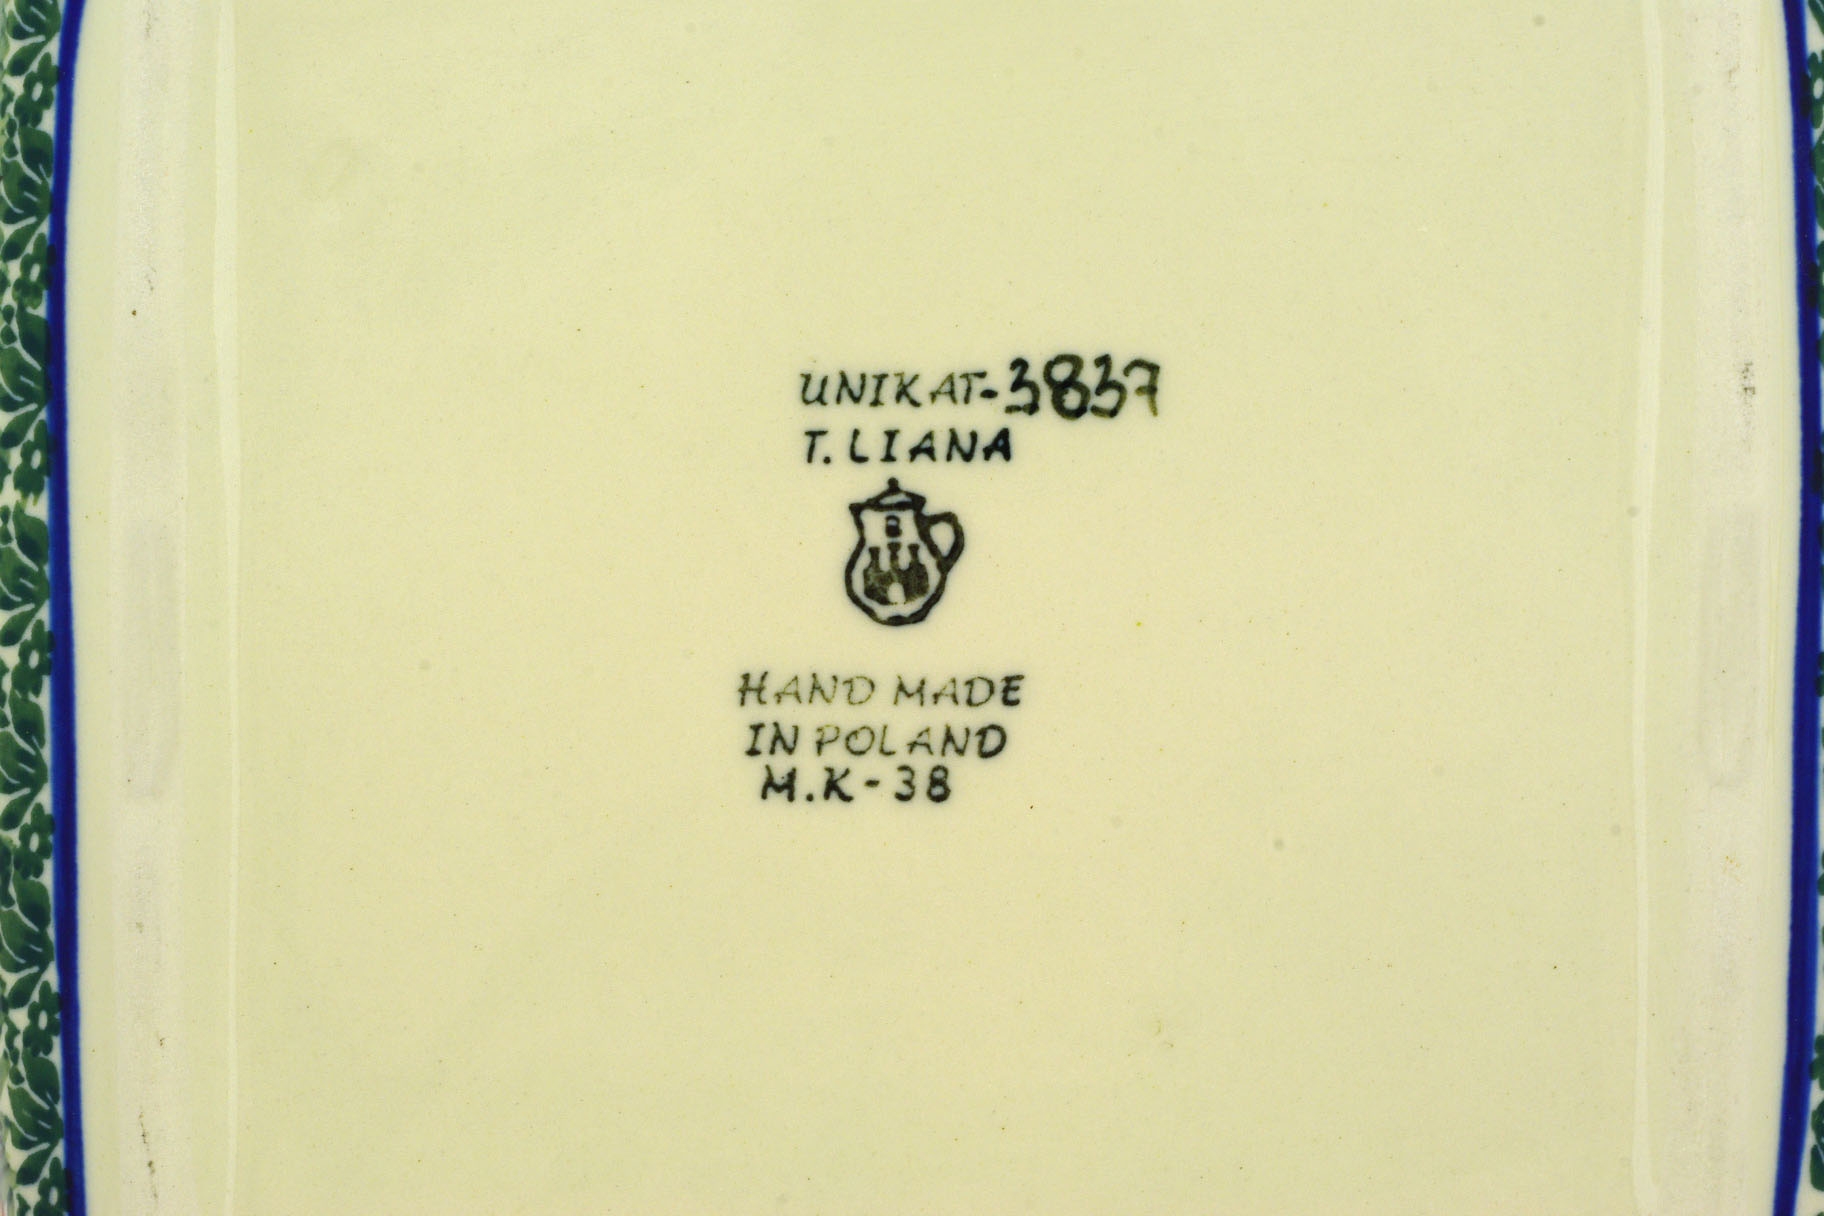 UNIKAT-3837
T. LIANA
HAND MADE
IN POLAND
M.K-38